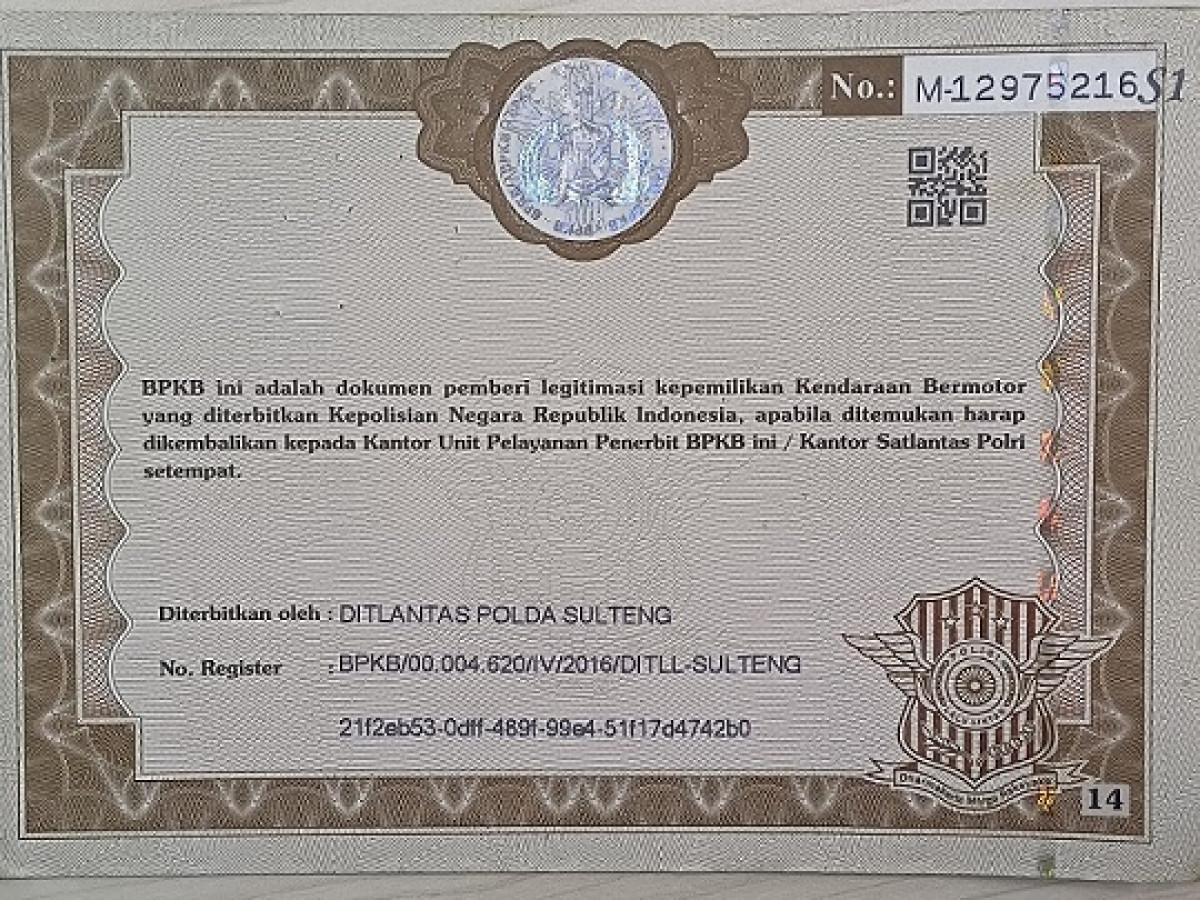 No.: M-12975216 S1
BPKB ini adalah dokumen pemberi legitimasi kepemilikan Kendaraan Bermotor
yang diterbitkan Kepolisian Negara Republik Indonesia, apabila ditemukan harap
dikembalikan kepada Kantor Unit Pelayanan Penerbit BPKB ini / Kantor Satlantas Polri
setempat.
Diterbitkan oleh : DITLANTAS POLDA SULTENG
No. Register : BPKB/00.004.620/IV/2016/DITLL-SULTENG
21f2eb53-0dff-489f-99e4-51f17d4742b0
14